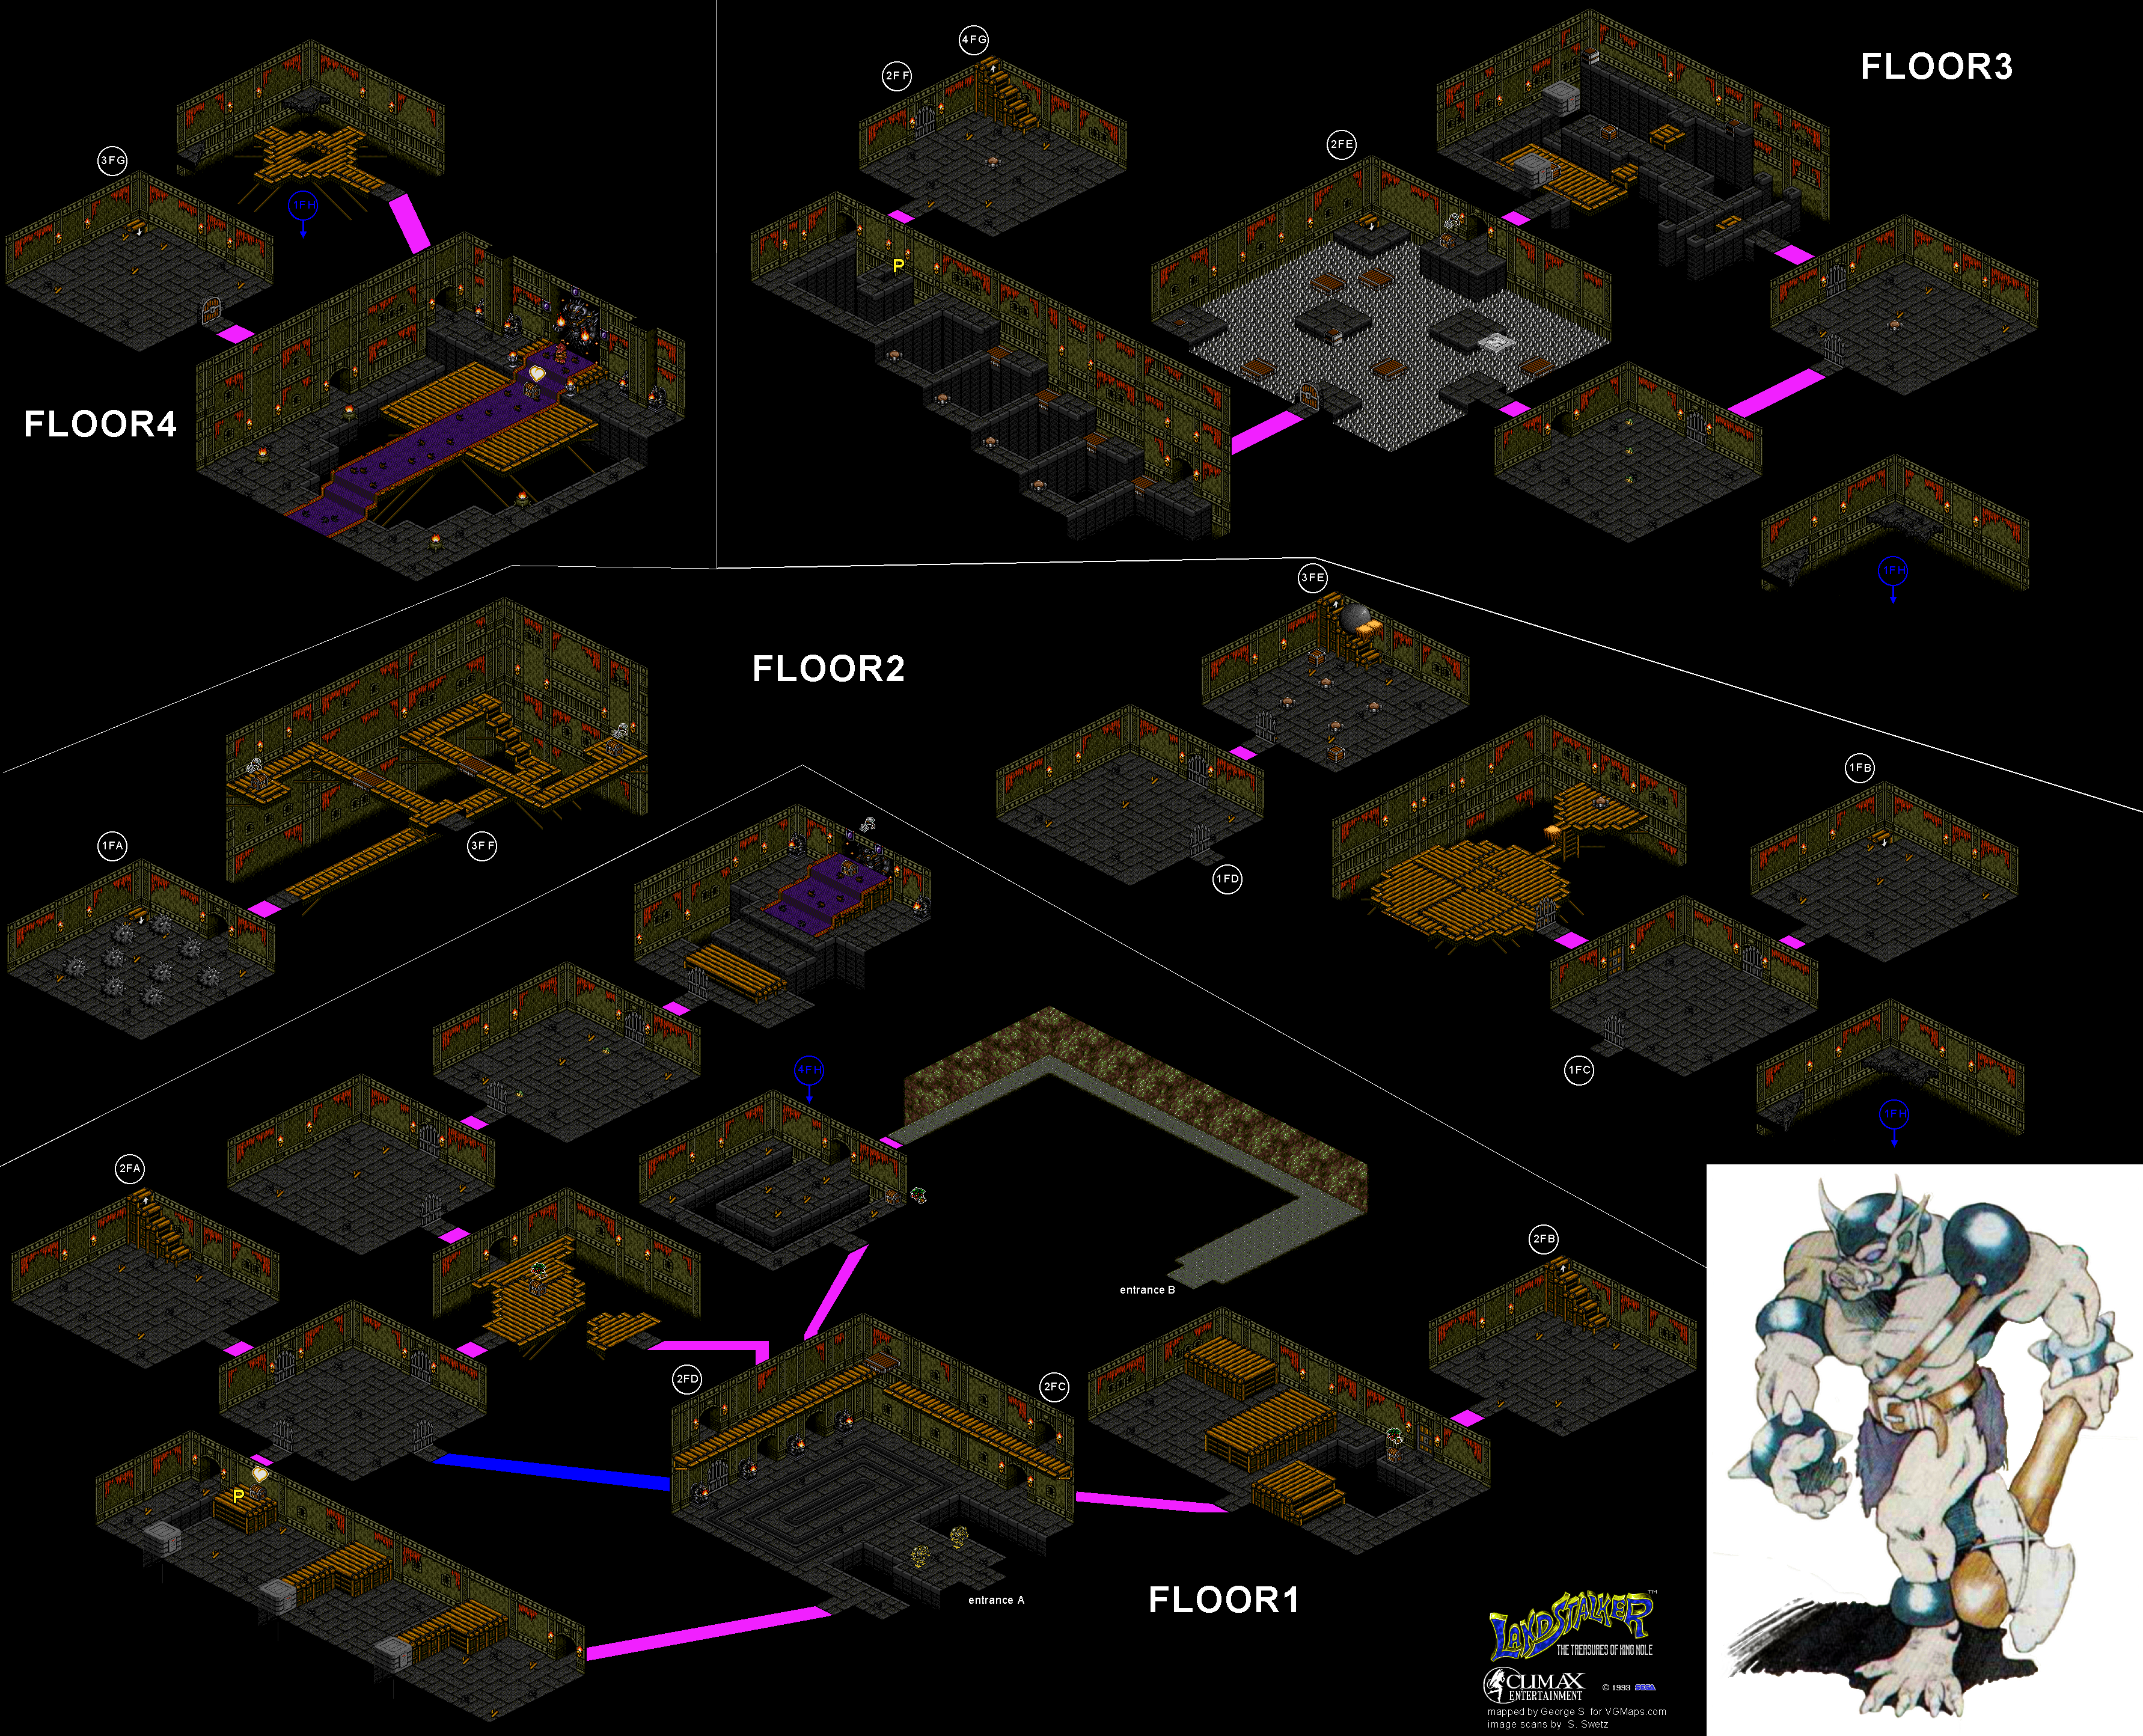 4FG
2FF
FLOOR3
2FE
3FG
1FH
P
FLOOR4
1FH
3FE
FLOOR2
1FB
1FA
3FF
1FD
4FH
1FC
1FH
2FA
2FB
entrance B
2FD
2FC
P
entrance A
FLOOR1
LANDSTALKER™
THE TREASURES OF KING NOLE
CLIMAX
ENTERTAINMENT
© 1993 SEGA
mapped by George S for VGMaps.com
image scans by S. Swetz